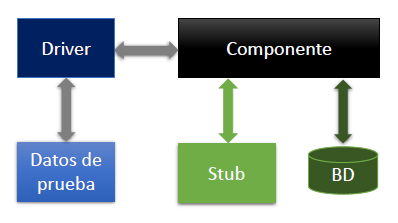 Driver
Componente
Datos de
prueba
Stub
BD